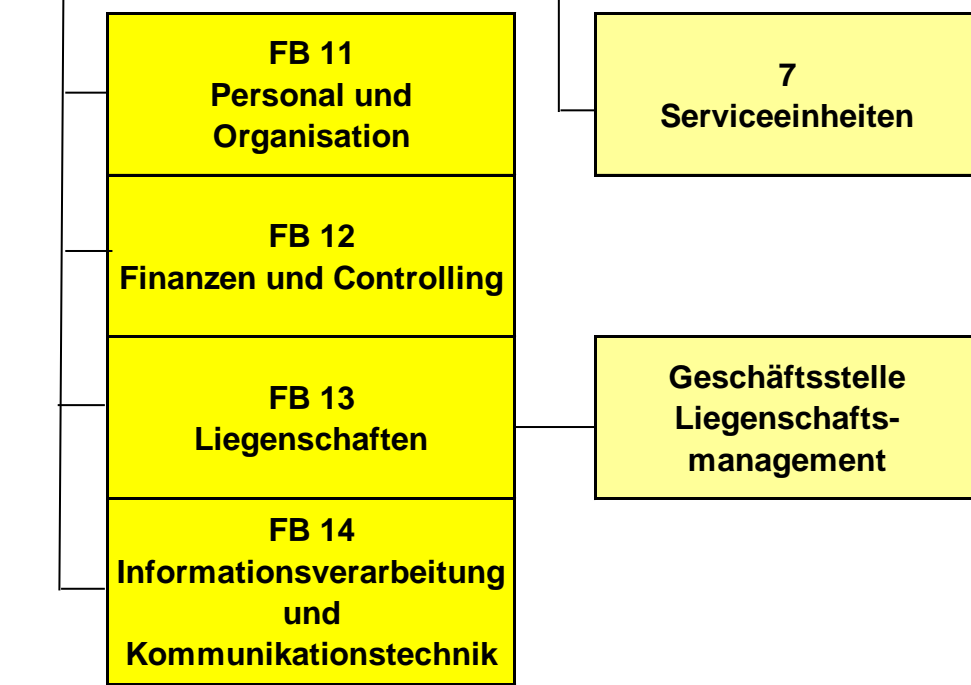 FB 11
Personal und
Organisation
7
Serviceeinheiten
FB 12
Finanzen und Controlling
FB 13
Liegenschaften
Geschäftsstelle
Liegenschafts-
management
FB 14
Informationsverarbeitung
und
Kommunikationstechnik